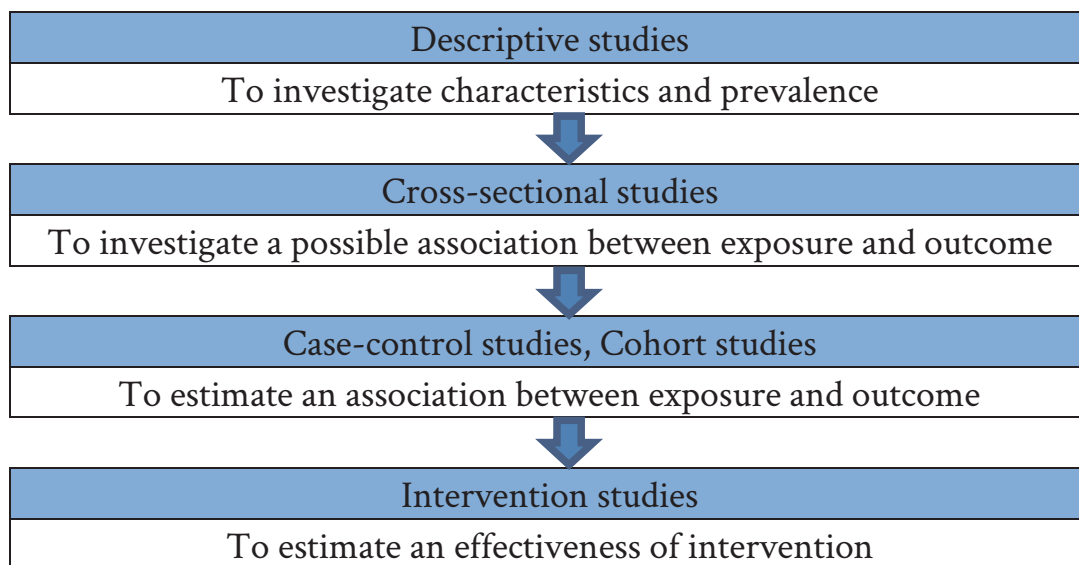 Descriptive studies
To investigate characteristics and prevalence
Cross-sectional studies
To investigate a possible association between exposure and outcome
Case-control studies, Cohort studies
To estimate an association between exposure and outcome
Intervention studies
To estimate an effectiveness of intervention